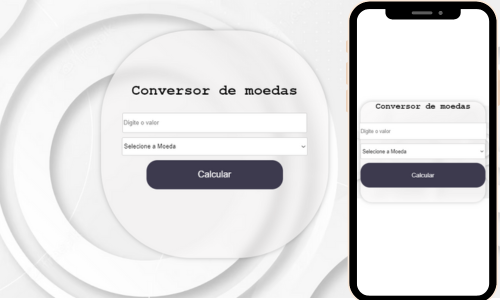 Conversor de moedas
Digite o valor
Selecione a Moeda
Calcular
Conversor de moedas
Digite o valor
Selecione a Moeda
Calcular